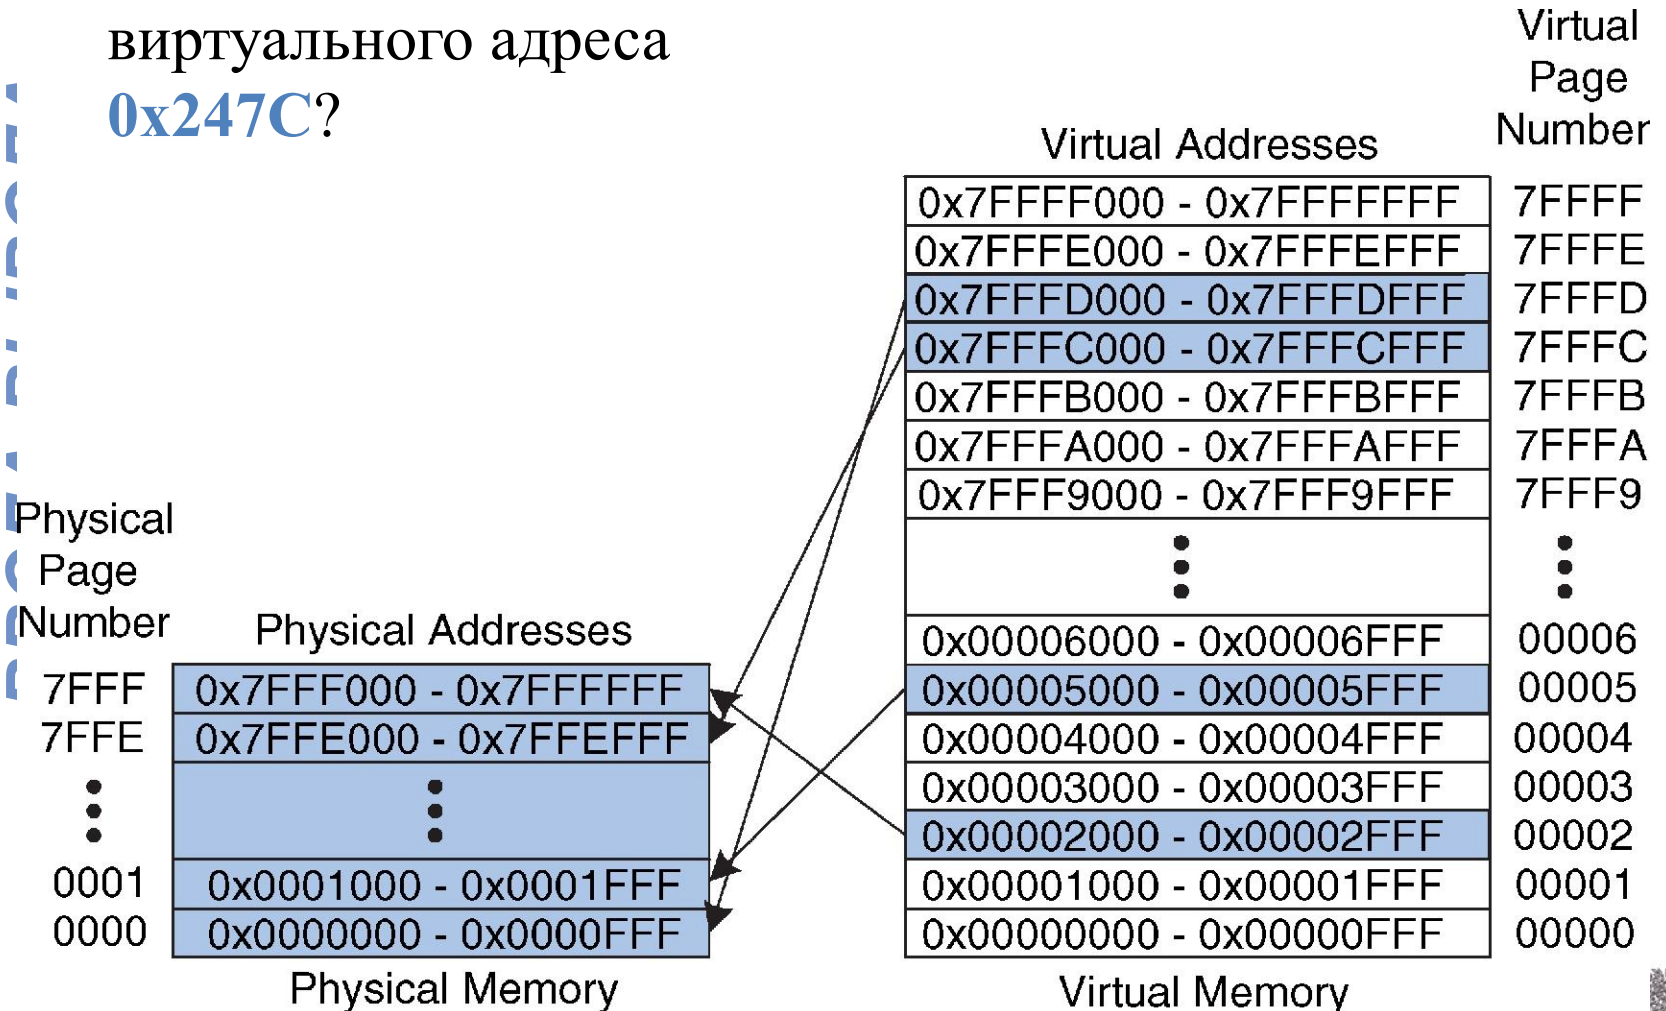 виртуального адреса
0x247C?
Virtual
Page
Number
Virtual Addresses
0x7FFFF000 - 0x7FFFFFFF 7FFFF
0x7FFFE000 - 0x7FFFEFFF 7FFFE
0x7FFFD000 - 0x7FFFDFFF 7FFFD
0x7FFFC000 - 0x7FFFCFFF 7FFFC
0x7FFFB000 - 0x7FFFBFFF 7FFFB
0x7FFFA000 - 0x7FFFAFFF 7FFFA
0x7FFF9000 - 0x7FFF9FFF 7FFF9
0x00006000 - 0x00006FFF 00006
0x00005000 - 0x00005FFF 00005
0x00004000 - 0x00004FFF 00004
0x00003000 - 0x00003FFF 00003
0x00002000 - 0x00002FFF 00002
0x00001000 - 0x00001FFF 00001
0x00000000 - 0x00000FFF 00000
Virtual Memory
Physical
Page
Number
Physical Addresses
7FFF 0x7FFF000 - 0x7FFFFFF
7FFE 0x7FFE000 - 0x7FFEFFF
0001 0x0001000 - 0x0001FFF
0000 0x0000000 - 0x0000FFF
Physical Memory